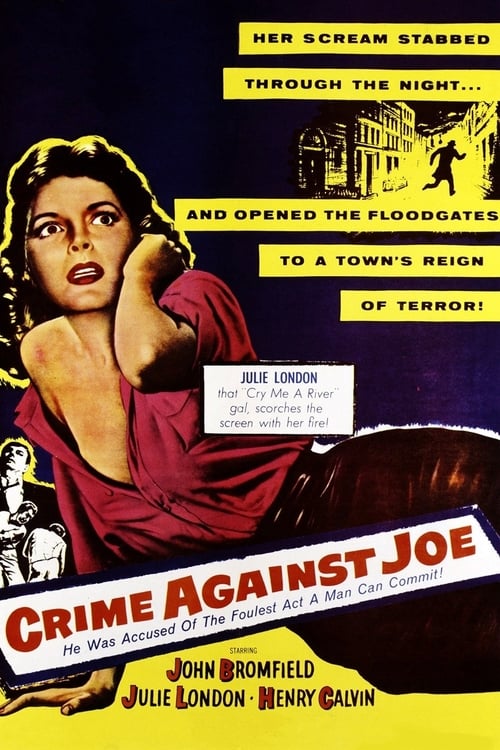 HER SCREAM STABBED
THROUGH THE NIGHT...
AND OPENED THE FLOODGATES
TO A TOWN'S REIGN
OF TERROR!
JULIE LONDON
that "Cry Me A River"
gal, scorches the
screen with her fire!
CRIME AGAINST JOE
He Was Accused Of The Foulest Act A Man Can Commit!
STARRING
JOHN BROMFIELD
JULIE LONDON · HENRY CALVIN